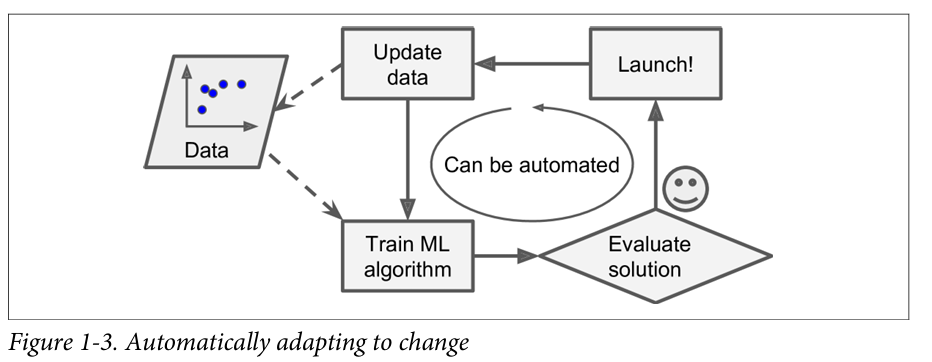 Update
data
Launch!
Data
Can be automated
Train ML
algorithm
Evaluate
solution
Figure 1-3. Automatically adapting to change